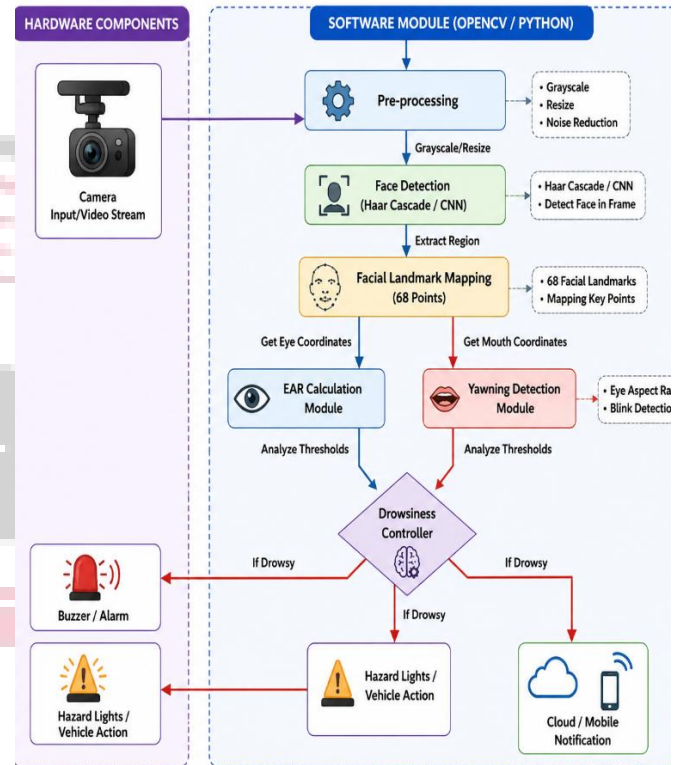 HARDWARE COMPONENTS
SOFTWARE MODULE (OPENCV / PYTHON)
Camera
Input/Video Stream
Pre-processing
• Grayscale
• Resize
• Noise Reduction
Grayscale/Resize
Face Detection
(Haar Cascade / CNN)
• Haar Cascade / CNN
• Detect Face in Frame
Extract Region
Facial Landmark Mapping
(68 Points)
• 68 Facial Landmarks
• Mapping Key Points
Get Eye Coordinates
Get Mouth Coordinates
EAR Calculation
Module
Yawning Detection
Module
• Eye Aspect Ra
• Blink Detectio
Analyze Thresholds
Analyze Thresholds
Drowsiness
Controller
If Drowsy
If Drowsy
If Drowsy
Buzzer / Alarm
Hazard Lights /
Vehicle Action
Hazard Lights /
Vehicle Action
Cloud / Mobile
Notification